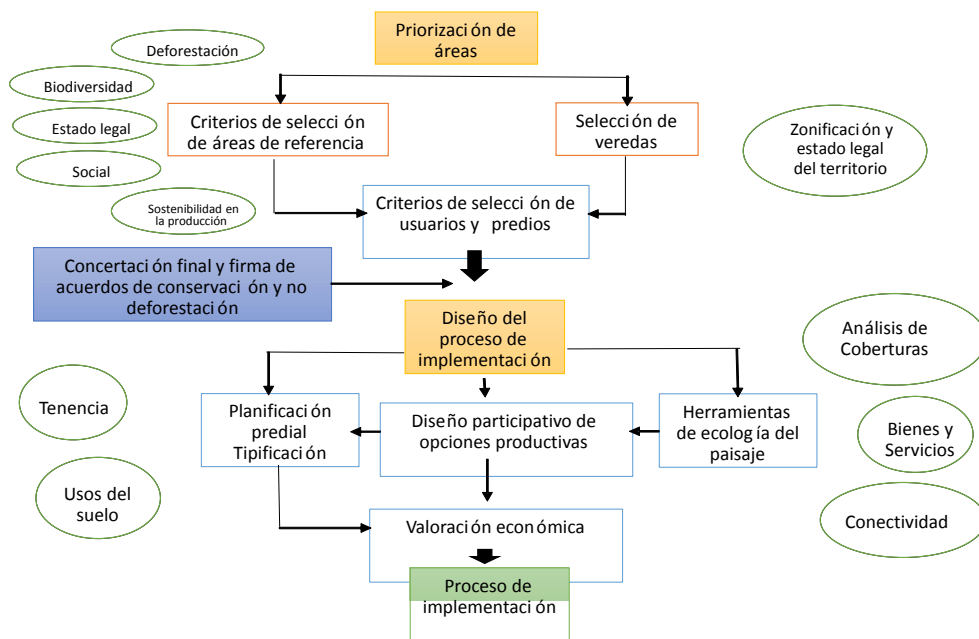 Priorización de
áreas
Deforestación
Biodiversidad
Estado legal
Social
Sostenibilidad en
la producción
Criterios de selección
de áreas de referencia
Selección de
veredas
Zonificación y
estado legal
del territorio
Criterios de selección de
usuarios y predios
Concertación final y firma de
acuerdos de conservación y no
deforestación
Diseño del
proceso de
implementación
Análisis de
Coberturas
Tenencia
Planificación
predial
Tipificación
Diseño participativo de
opciones productivas
Herramientas
de ecología del
paisaje
Bienes y
Servicios
Usos del
suelo
Conectividad
Valoración económica
Proceso de
implementación